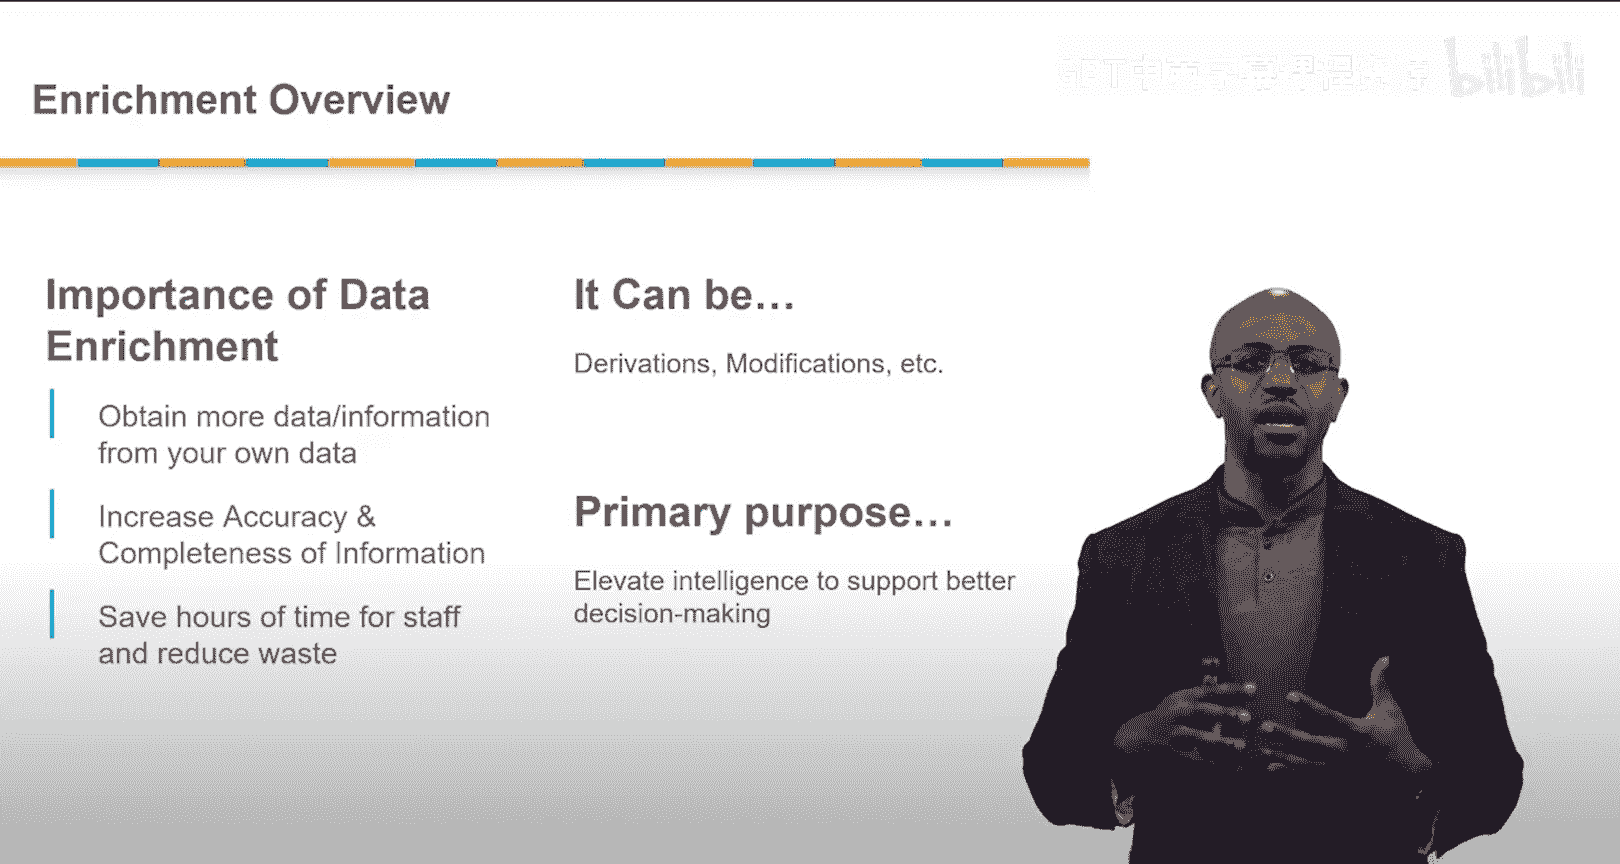 Enrichment Overview
bilibili
Importance of Data
Enrichment
Obtain more data/information
from your own data
Increase Accuracy &
Completeness of Information
Save hours of time for staff
and reduce waste
It Can be…
Derivations, Modifications, etc.
Primary purpose…
Elevate intelligence to support better
decision-making